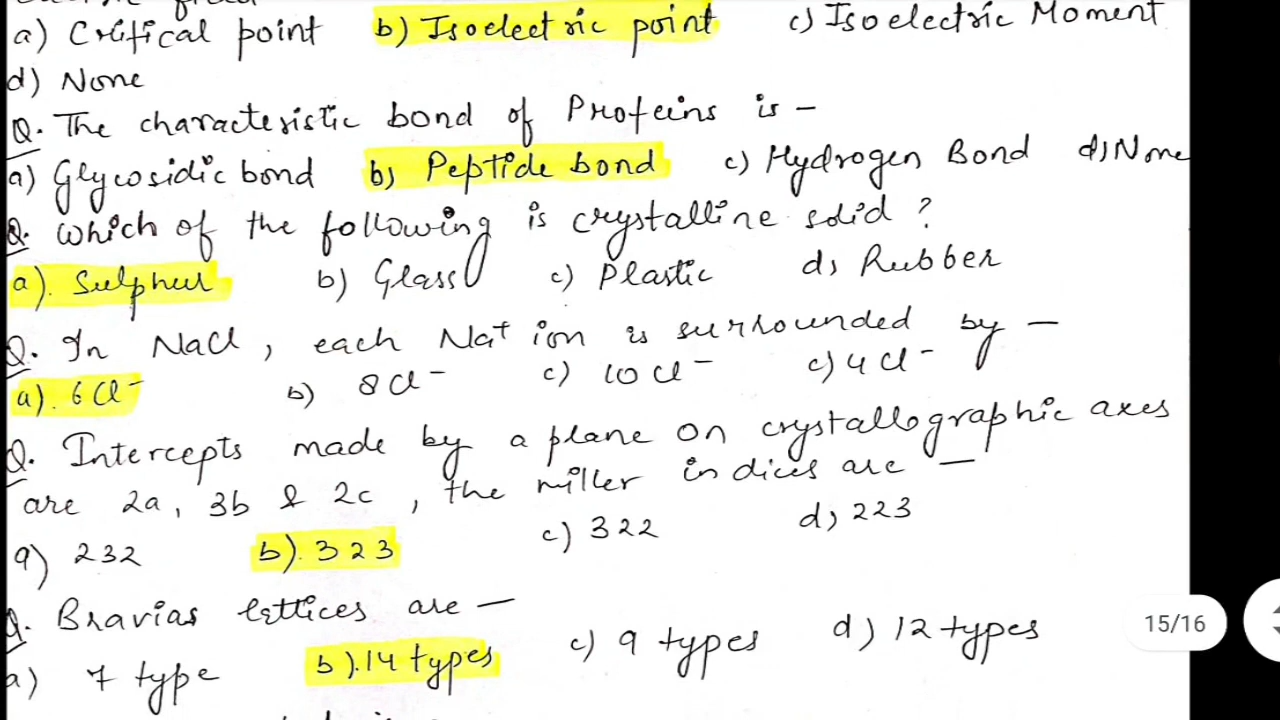 a) Critical point b) Isoelectric point c) Isoelectric Moment
d) None
Q. The characteristic bond of Proteins is –
a) Glycosidic bond b) Peptide bond c) Hydrogen Bond d) None
Q. Which of the following is crystalline solid ?
a). Sulphur b) Glass c) Plastic d) Rubber
Q. In NaCl, each Na+ ion is surrounded by –
a). 6Cl– b) 8Cl– c) 10Cl– c) 4Cl–
Q. Intercepts made by a plane on crystallographic axes
are 2a, 3b & 2c, the miller indices are –
a) 232 b). 323 c) 322 d) 223
Q. Bravias lettices are –
15/16
a) 7 type b). 14 types c) 9 types d) 12 types